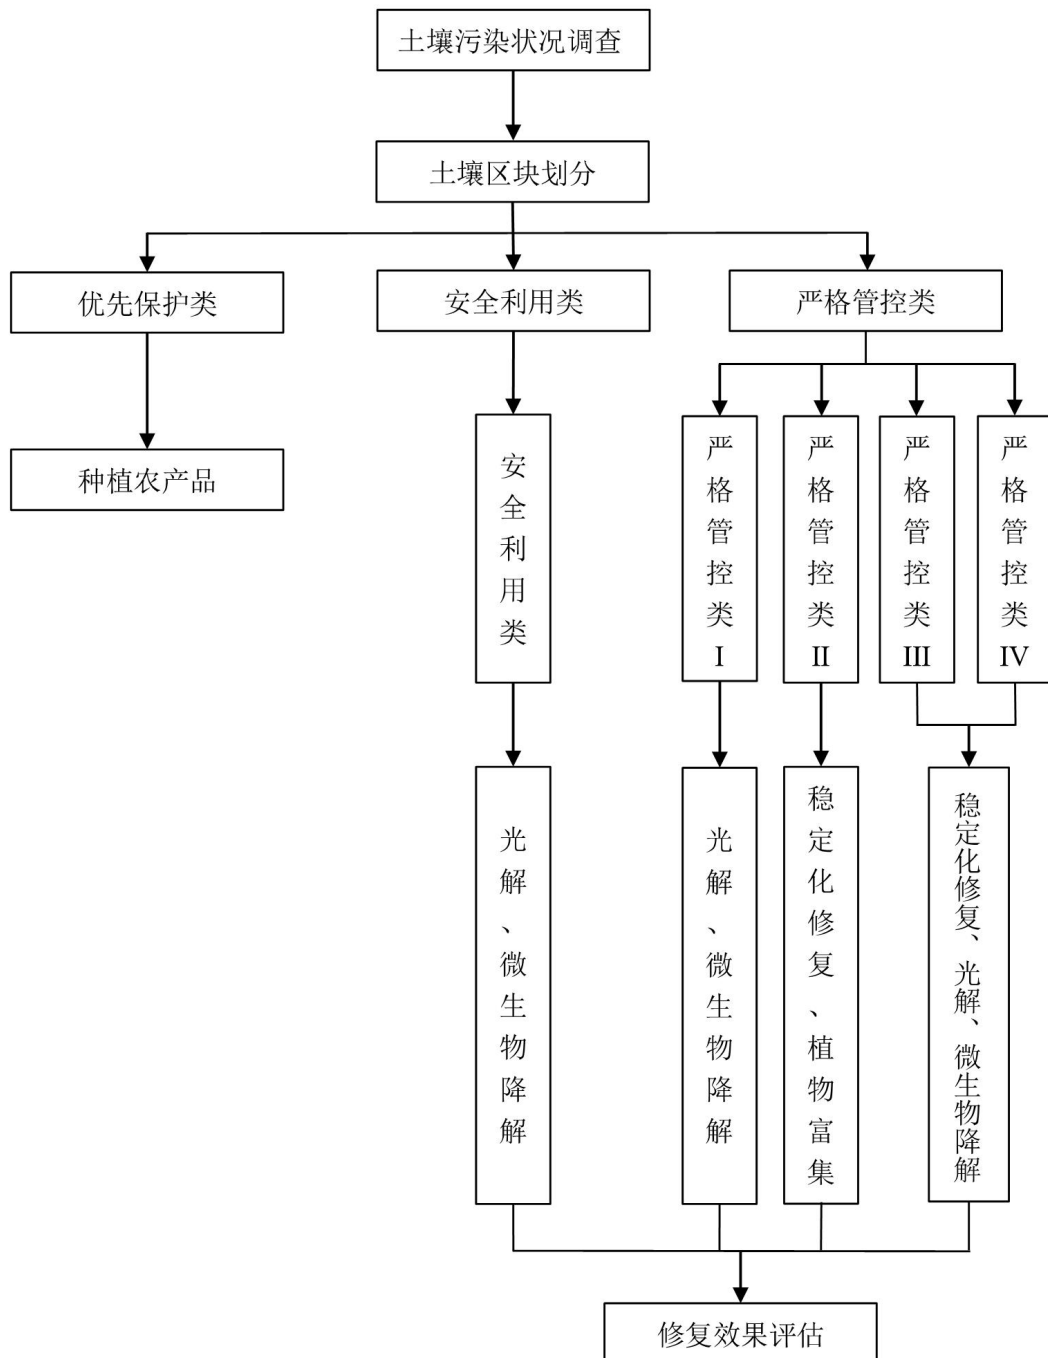 土壤污染状况调查
土壤区块划分
优先保护类
安全利用类
严格管控类
种植农产品
安全利用类
严格管控类I
严格管控类II
严格管控类III
严格管控类IV
光解、微生物降解
光解、微生物降解
稳定化修复、植物富集
稳定化修复、光解、微生物降解
修复效果评估